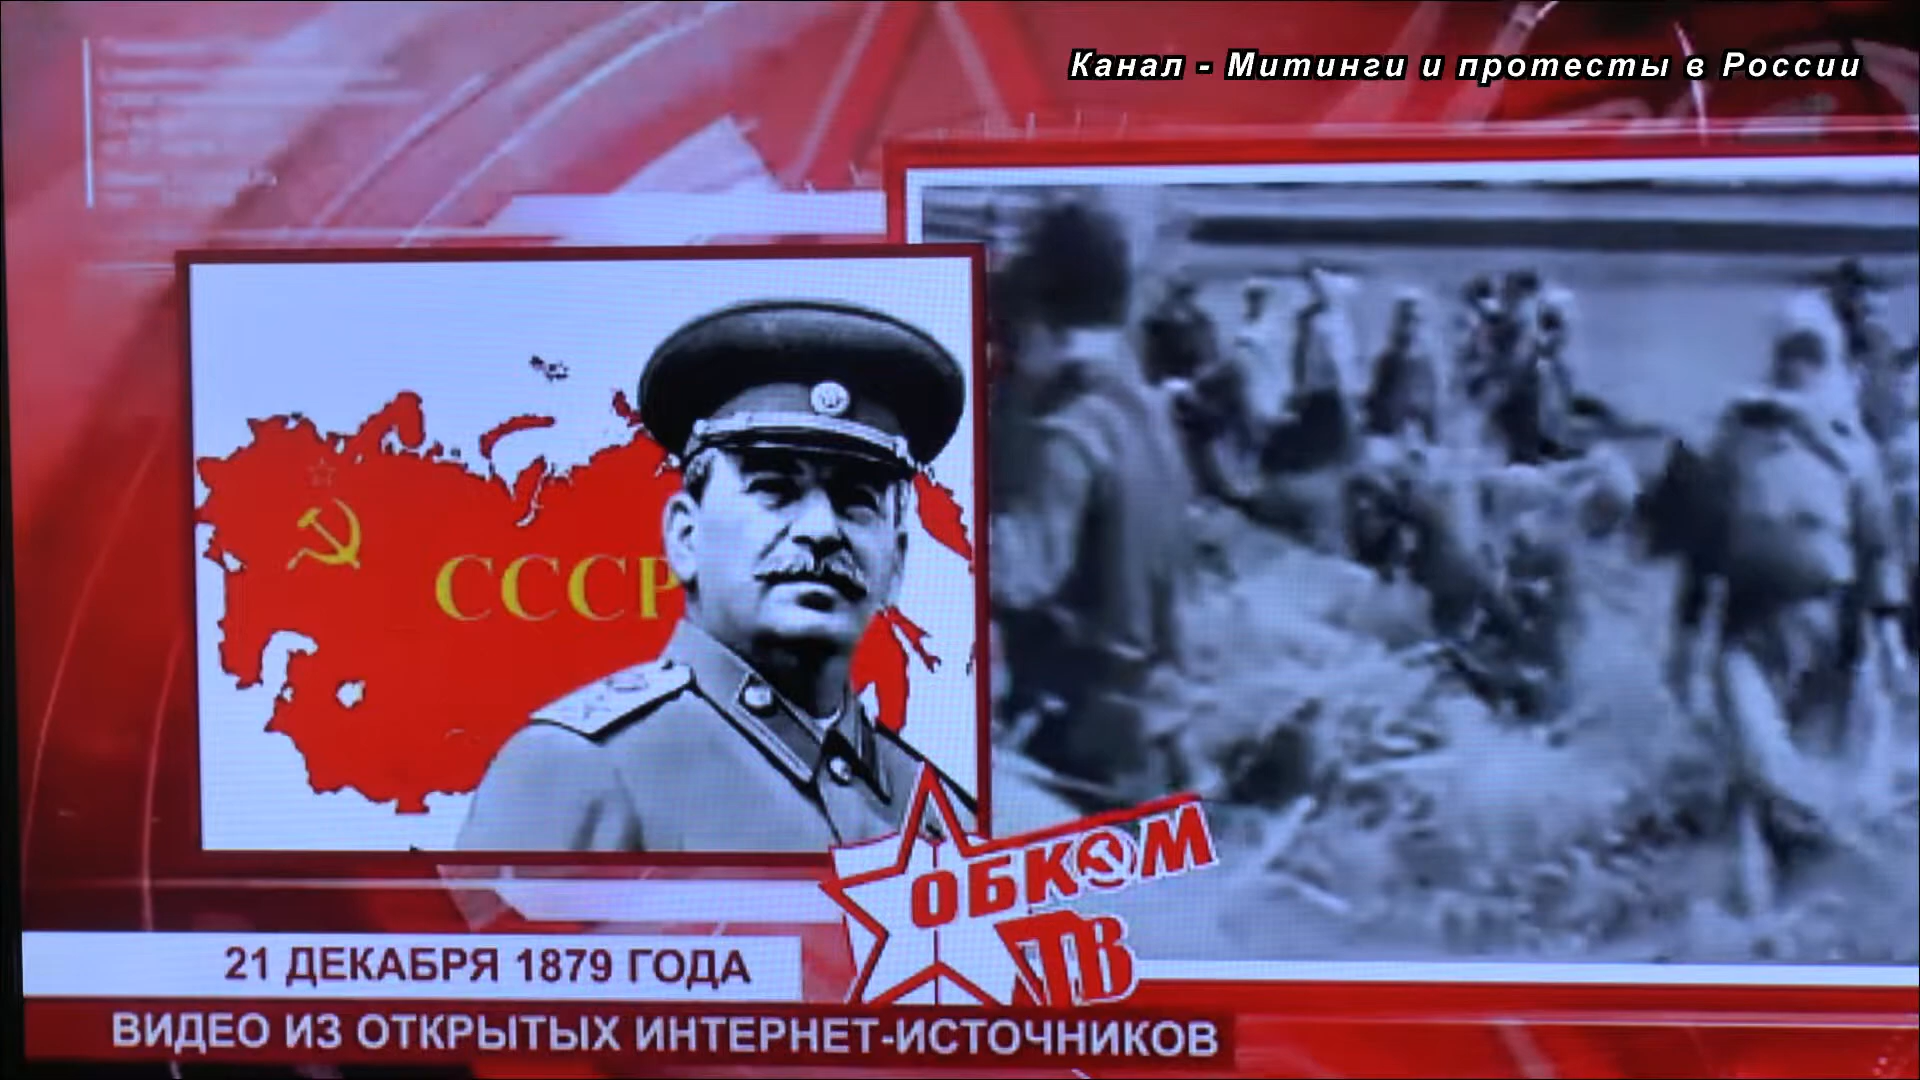 Канал - Митинги и протесты в России
СССР
ОБКОМ
ТВ
21 ДЕКАБРЯ 1879 ГОДА
ВИДЕО ИЗ ОТКРЫТЫХ ИНТЕРНЕТ-ИСТОЧНИКОВ